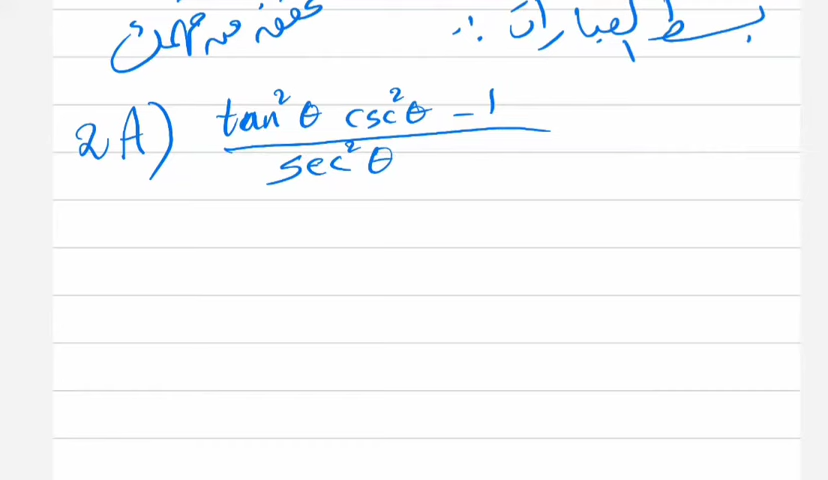 بسط العبارات :.
2A) tan²θ csc²θ - 1
sec²θ